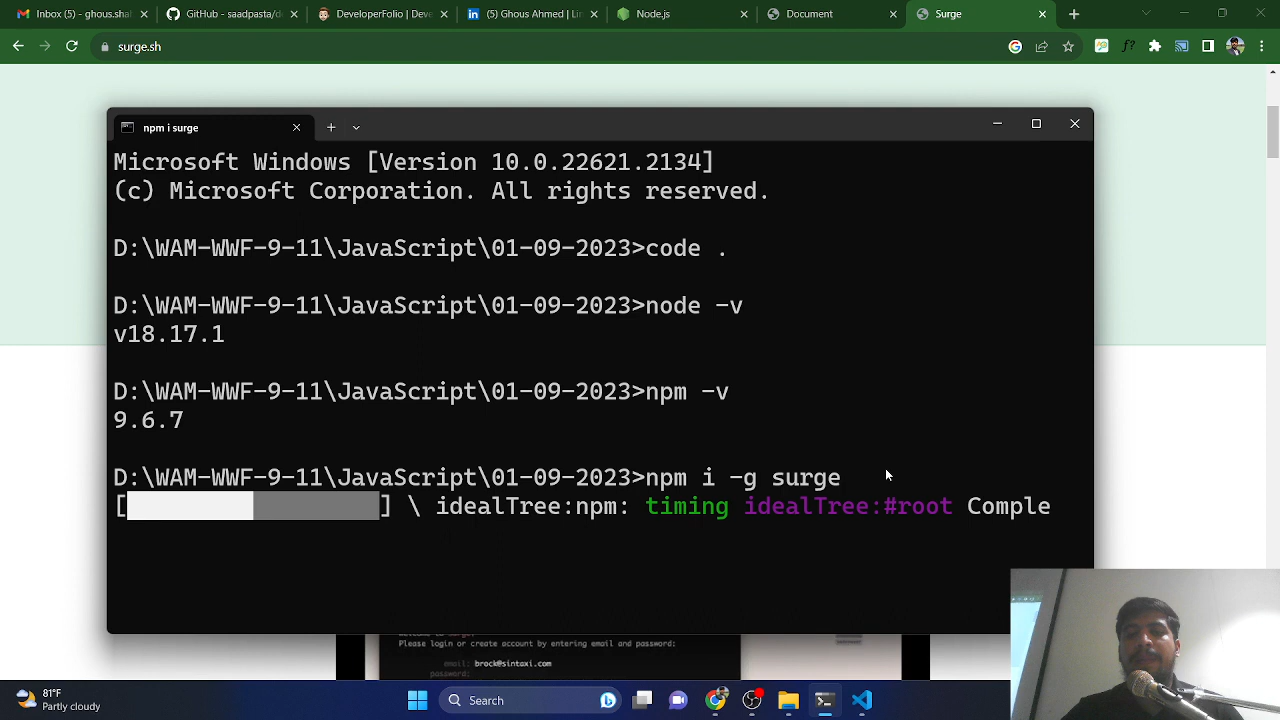 Inbox (65) - ghous.shal
GitHub - saadpasta/d
DeveloperFolio | Deve
(5) Ghous Ahmed | Lin
Node.js
Document
Surge
surge.sh
npm i surge
Microsoft Windows [Version 10.0.22621.2134]
(c) Microsoft Corporation. All rights reserved.
D:\WAM-WWF-9-11\JavaScript\01-09-2023>code .
D:\WAM-WWF-9-11\JavaScript\01-09-2023>node -v
v18.17.1
D:\WAM-WWF-9-11\JavaScript\01-09-2023>npm -v
9.6.7
D:\WAM-WWF-9-11\JavaScript\01-09-2023>npm i -g surge
[ ] \ idealTree:npm: timing idealTree:#root Comple
Please login or create account by entering email and password:
email: brock@sintaxi.com
password:
81°F
Partly cloudy
Search